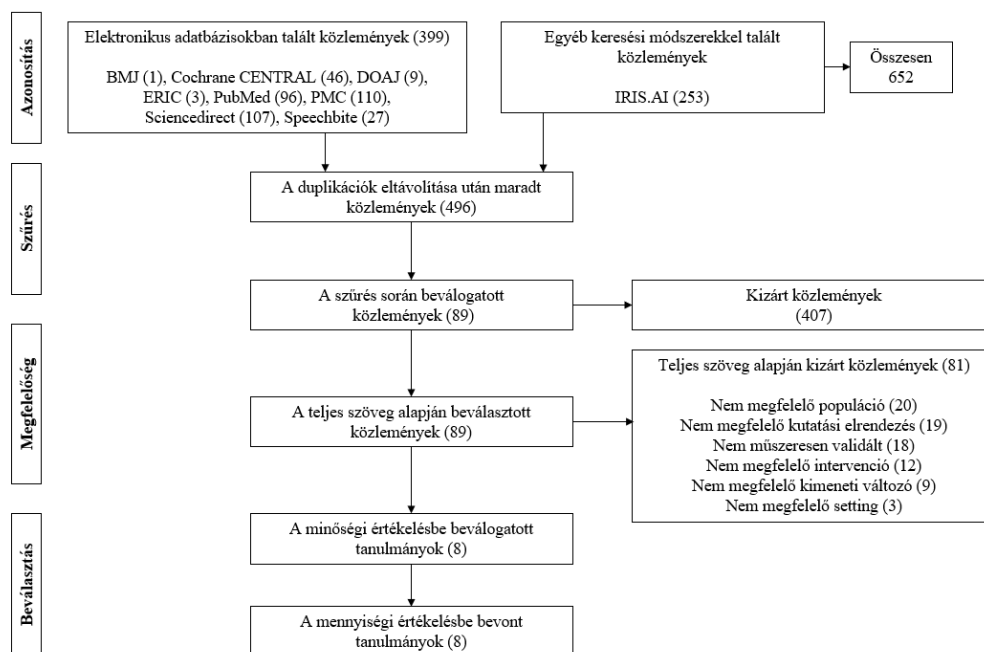 Azonosítás
Elektronikus adatbázisokban talált közlemények (399)
BMJ (1), Cochrane CENTRAL (46), DOAJ (9),
ERIC (3), PubMed (96), PMC (110),
Sciencedirect (107), Speechbite (27)
Egyéb keresési módszerekkel talált
közlemények
IRIS.AI (253)
Összesen
652
Szűrés
A duplikációk eltávolítása után maradt
közlemények (496)
A szűrés során beválogatott
közlemények (89)
Kizárt közlemények
(407)
Megfelelőség
A teljes szöveg alapján beválasztott
közlemények (89)
Teljes szöveg alapján kizárt közlemények (81)
Nem megfelelő populáció (20)
Nem megfelelő kutatási elrendezés (19)
Nem műszeresen validált (18)
Nem megfelelő intervenció (12)
Nem megfelelő kimeneti változó (9)
Nem megfelelő setting (3)
Beválasztás
A minőségi értékelésbe beválogatott
tanulmányok (8)
A mennyiségi értékelésbe bevont
tanulmányok (8)